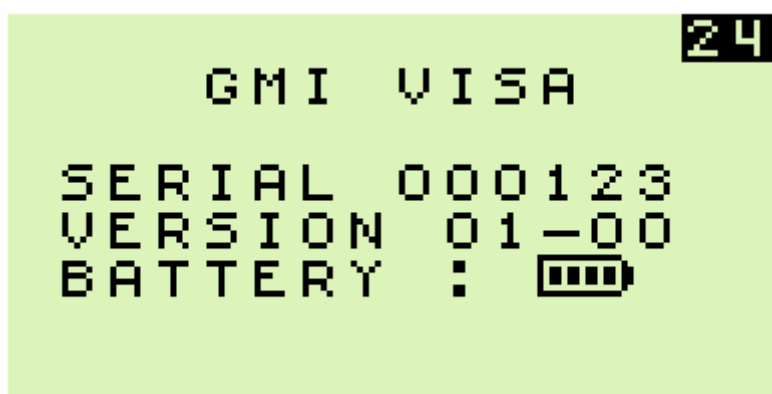 24
GMI VISA
SERIAL 000123
VERSION 01-00
BATTERY :